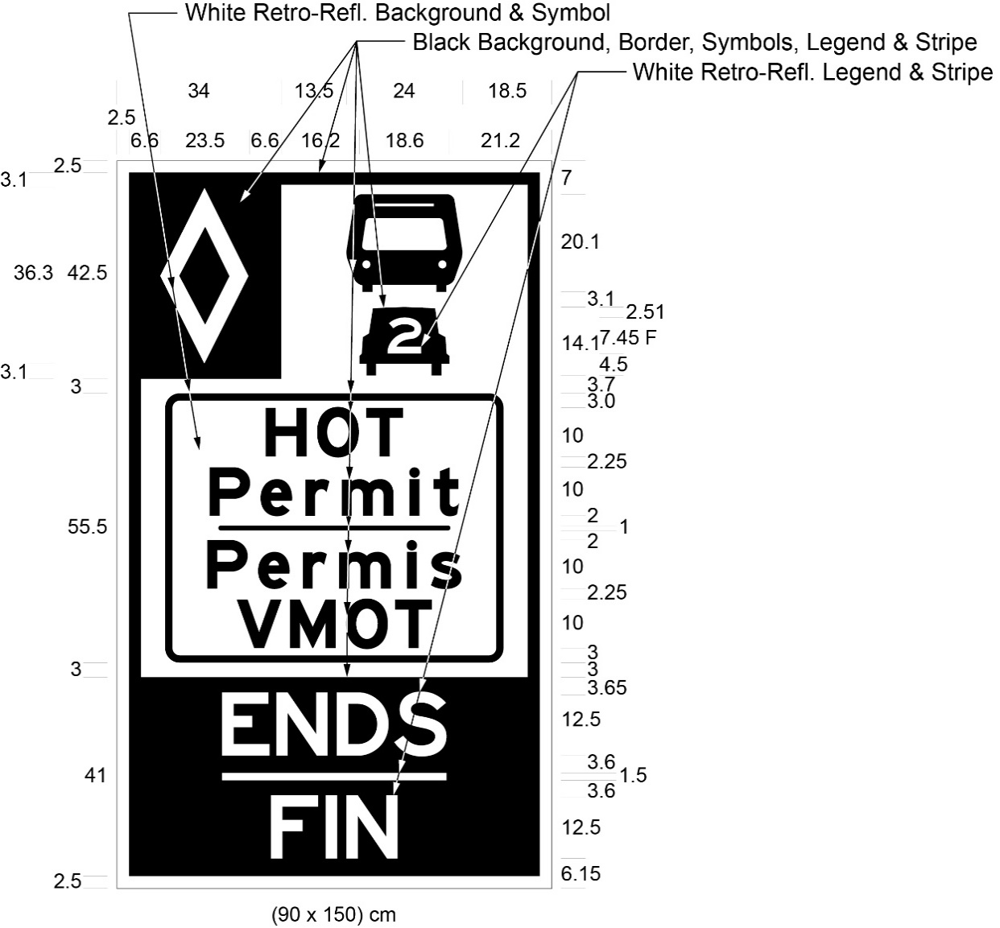 White Retro-Refl. Background & Symbol
Black Background, Border, Symbols, Legend & Stripe
White Retro-Refl. Legend & Stripe
34 13.5 24 18.5
2.5
6.6 23.5 6.6 16.2 18.6 21.2
2.5
3.1
7
20.1
36.3 42.5
3.1
2.51
2
14.1
7.45 F
4.5
3.1
3.7
3
3.0
HOT
10
2.25
Permit
10
2
55.5
1
2
Permis
10
2.25
VMOT
10
3
3
3
3.65
ENDS
12.5
3.6
41
1.5
3.6
FIN
12.5
6.15
2.5
(90 x 150) cm